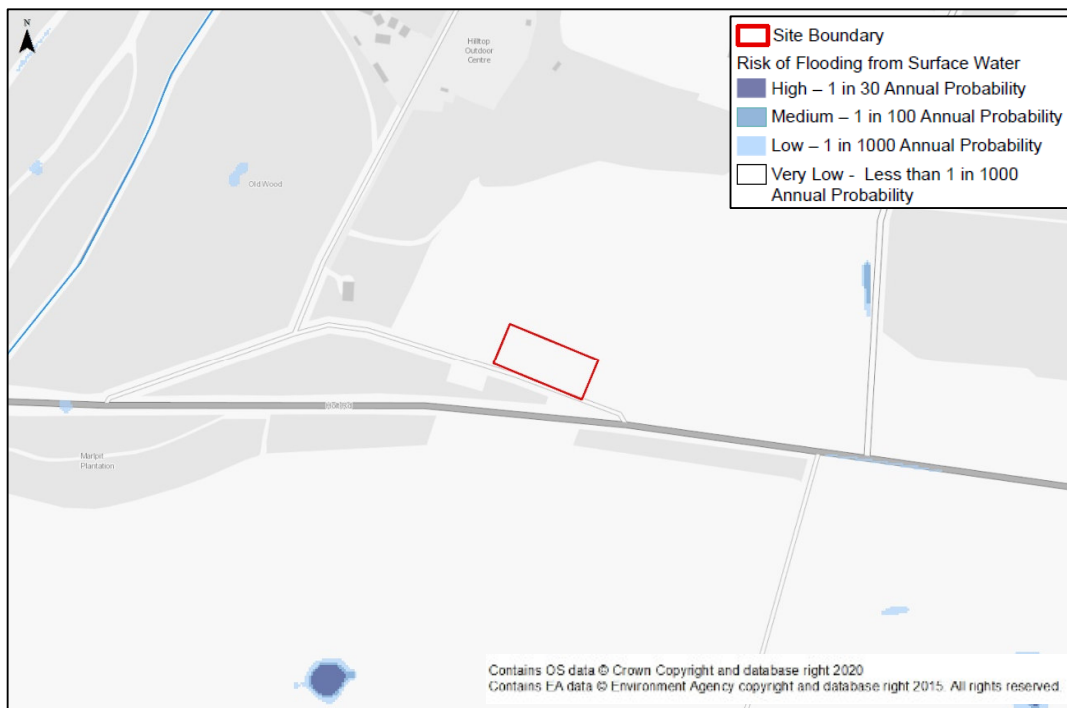 N
Hilltop
Outdoor
Centre
Old Wood
Marlpit
Plantation
Site Boundary
Risk of Flooding from Surface Water
High – 1 in 30 Annual Probability
Medium – 1 in 100 Annual Probability
Low – 1 in 1000 Annual Probability
Very Low - Less than 1 in 1000
Annual Probability
Contains OS data © Crown Copyright and database right 2020
Contains EA data © Environment Agency copyright and database right 2015. All rights reserved.